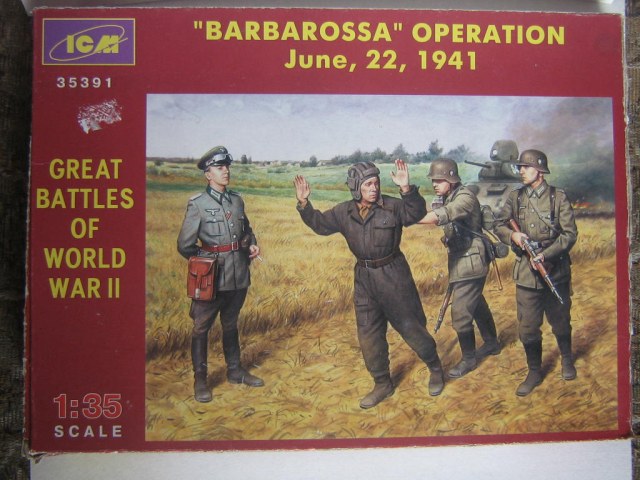 ICM
"BARBAROSSA" OPERATION
June, 22, 1941
35391
GREAT
BATTLES
OF
WORLD
WAR II
1:35
SCALE